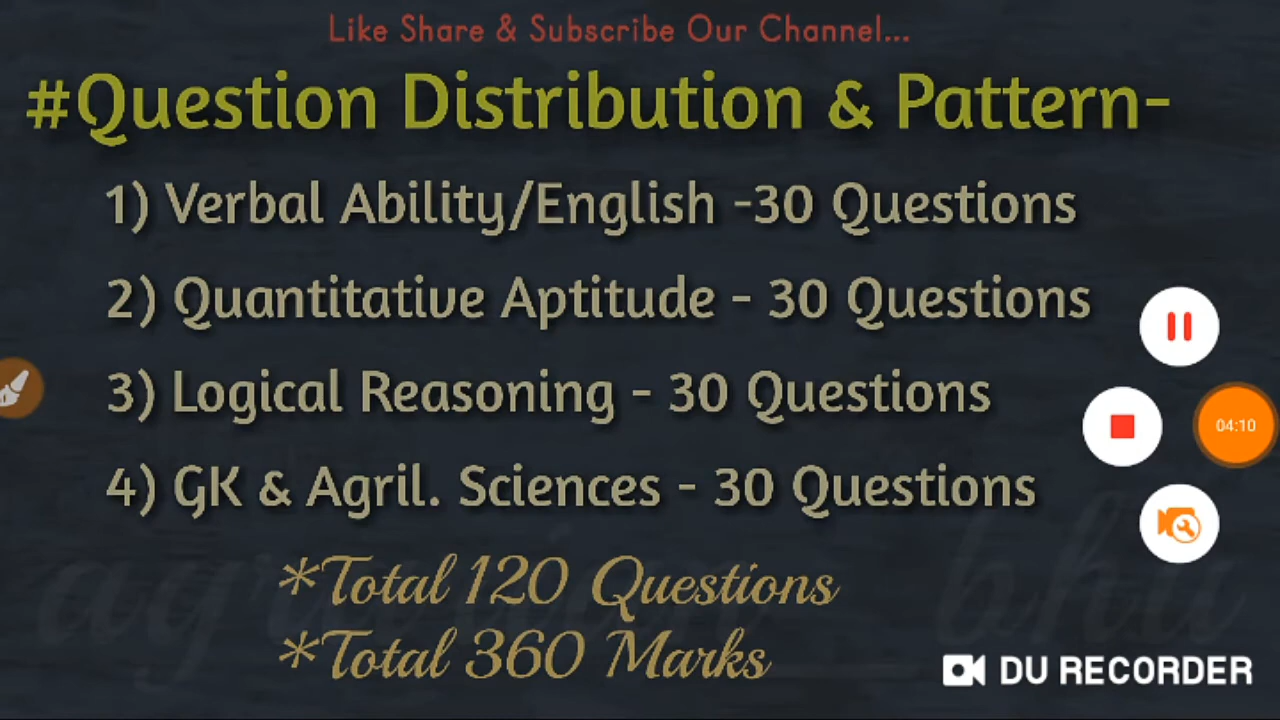 Like Share & Subscribe Our Channel...
#Question Distribution & Pattern-
1) Verbal Ability/English -30 Questions
2) Quantitative Aptitude - 30 Questions
3) Logical Reasoning - 30 Questions
04:10
4) GK & Agril. Sciences - 30 Questions
*Total 120 Questions
*Total 360 Marks
DU RECORDER